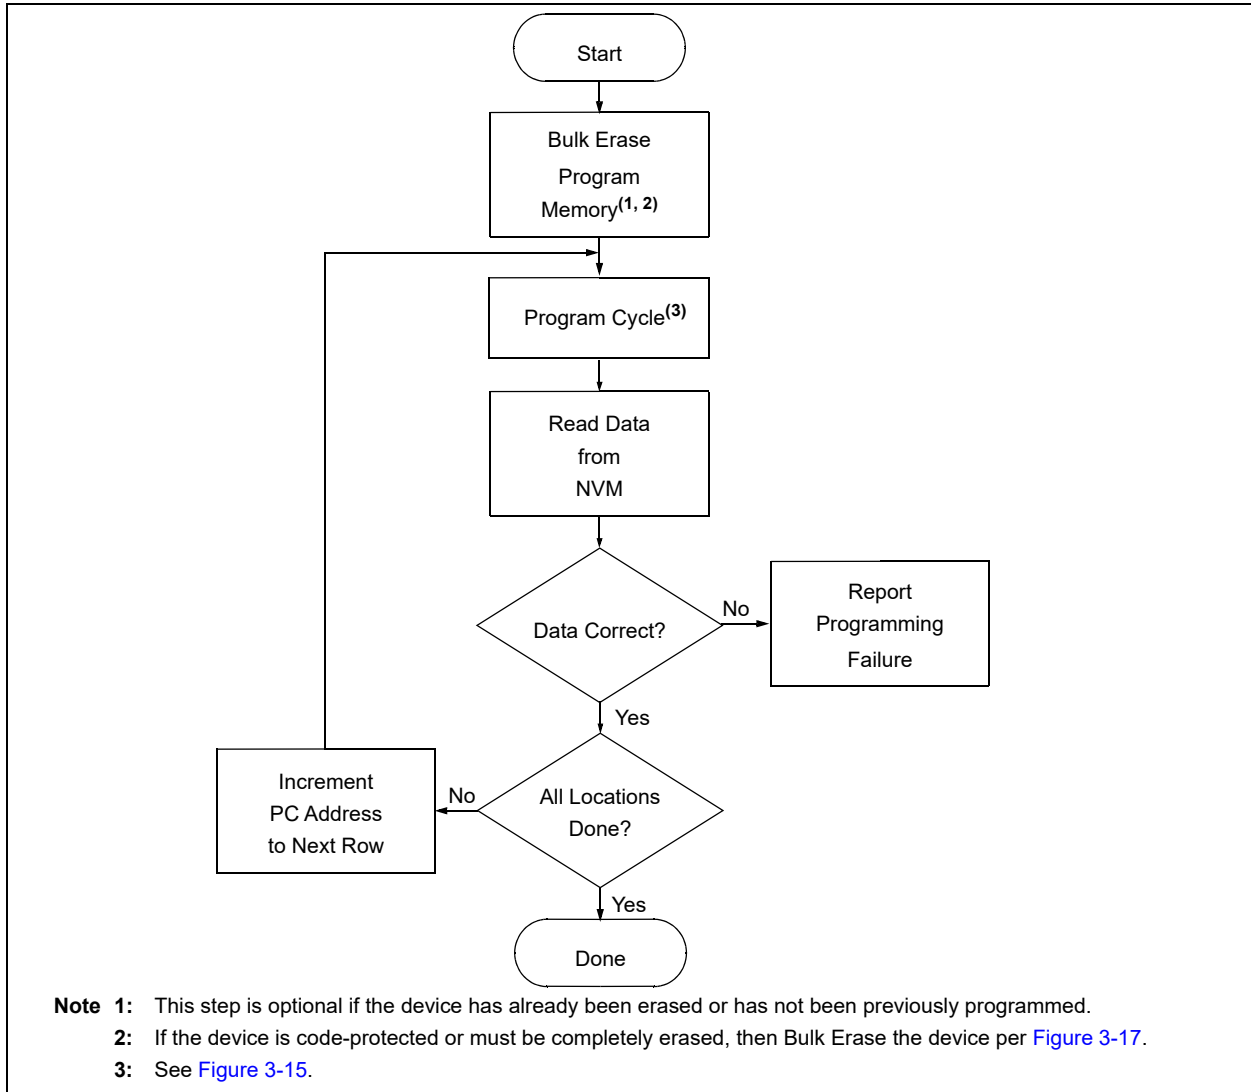 Start
Bulk Erase
Program
Memory(1, 2)
Program Cycle(3)
Read Data
from
NVM
Data Correct?
No
Report
Programming
Failure
Yes
Increment
PC Address
to Next Row
No
All Locations
Done?
Yes
Done
Note 1: This step is optional if the device has already been erased or has not been previously programmed.
2: If the device is code-protected or must be completely erased, then Bulk Erase the device per Figure 3-17.
3: See Figure 3-15.